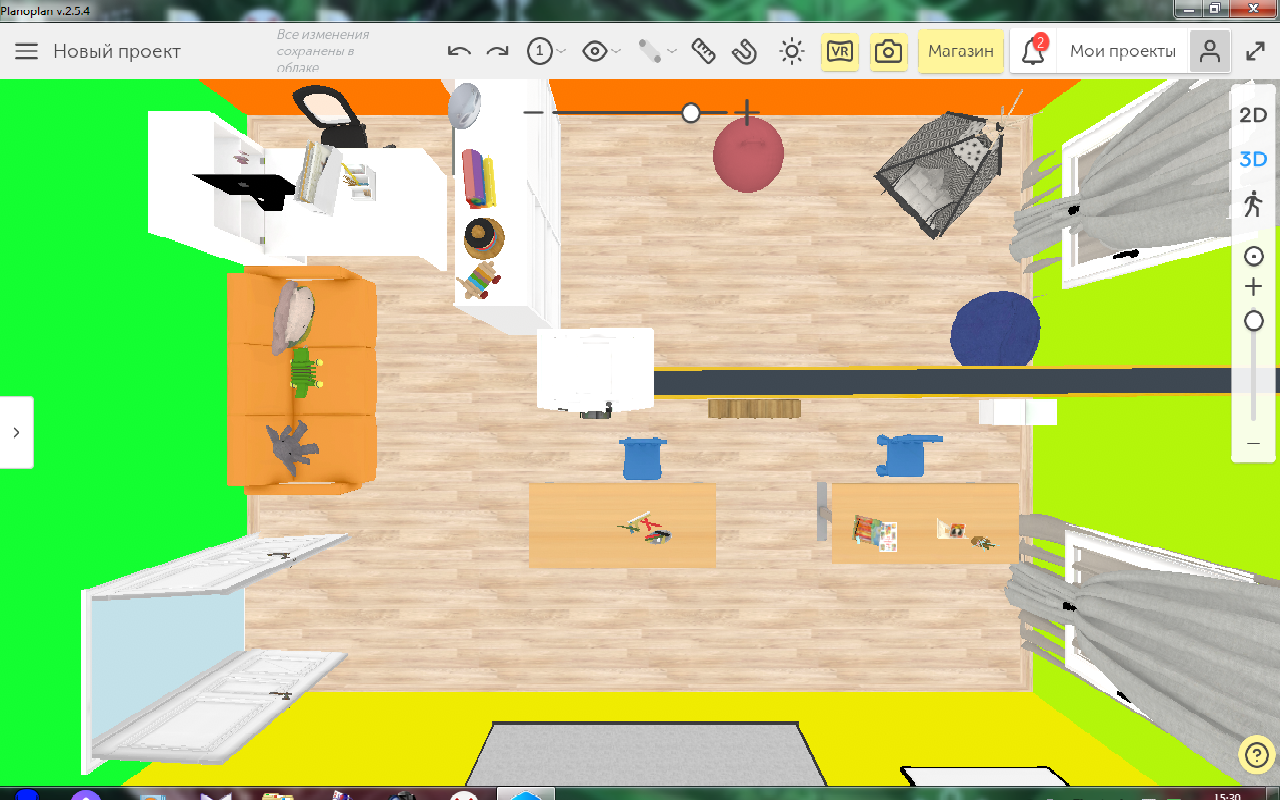 Planoplan v.2.5.4
Новый проект
Все изменения
сохранены в
облаке
1
VR
Магазин
2
Мои проекты
2D
3D
15:30